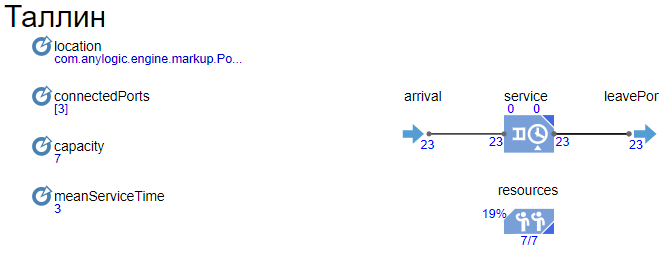 Таллин
location
com.anylogic.engine.markup.Po...
connectedPorts
[3]
capacity
7
meanServiceTime
3
arrival service leavePor
0 0
23 23 23 23
resources
19%
7/7